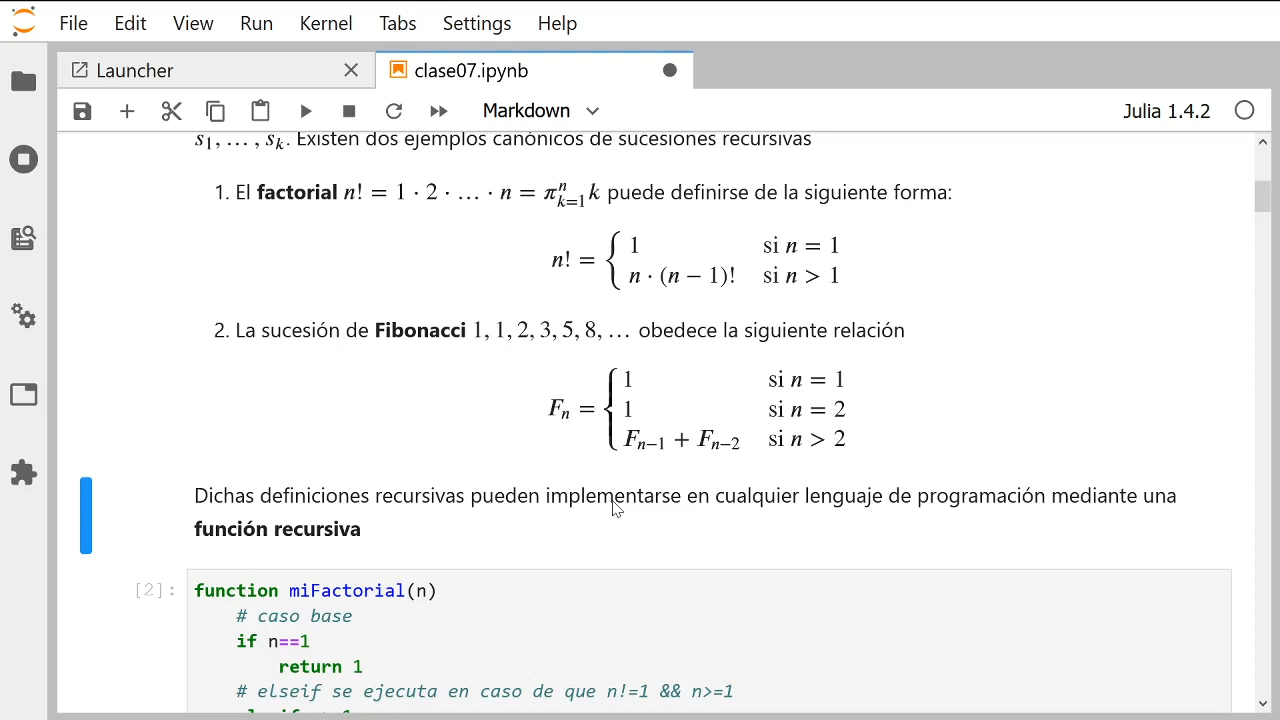 File Edit View Run Kernel Tabs Settings Help
Launcher clase07.ipynb
Markdown Julia 1.4.2
s₁, …, sₖ. Existen dos ejemplos canónicos de sucesiones recursivas
1. El factorial n! = 1 · 2 · … · n = πⁿₖ₌₁k puede definirse de la siguiente forma:
n! = { 1 si n = 1
n · (n − 1)! si n > 1
2. La sucesión de Fibonacci 1, 1, 2, 3, 5, 8, … obedece la siguiente relación
1 si n = 1
Fₙ = { 1 si n = 2
Fₙ₋₁ + Fₙ₋₂ si n > 2
Dichas definiciones recursivas pueden implementarse en cualquier lenguaje de programación mediante una
función recursiva
[2]: function miFactorial(n)
# caso base
if n==1
return 1
# elseif se ejecuta en caso de que n!=1 && n>=1